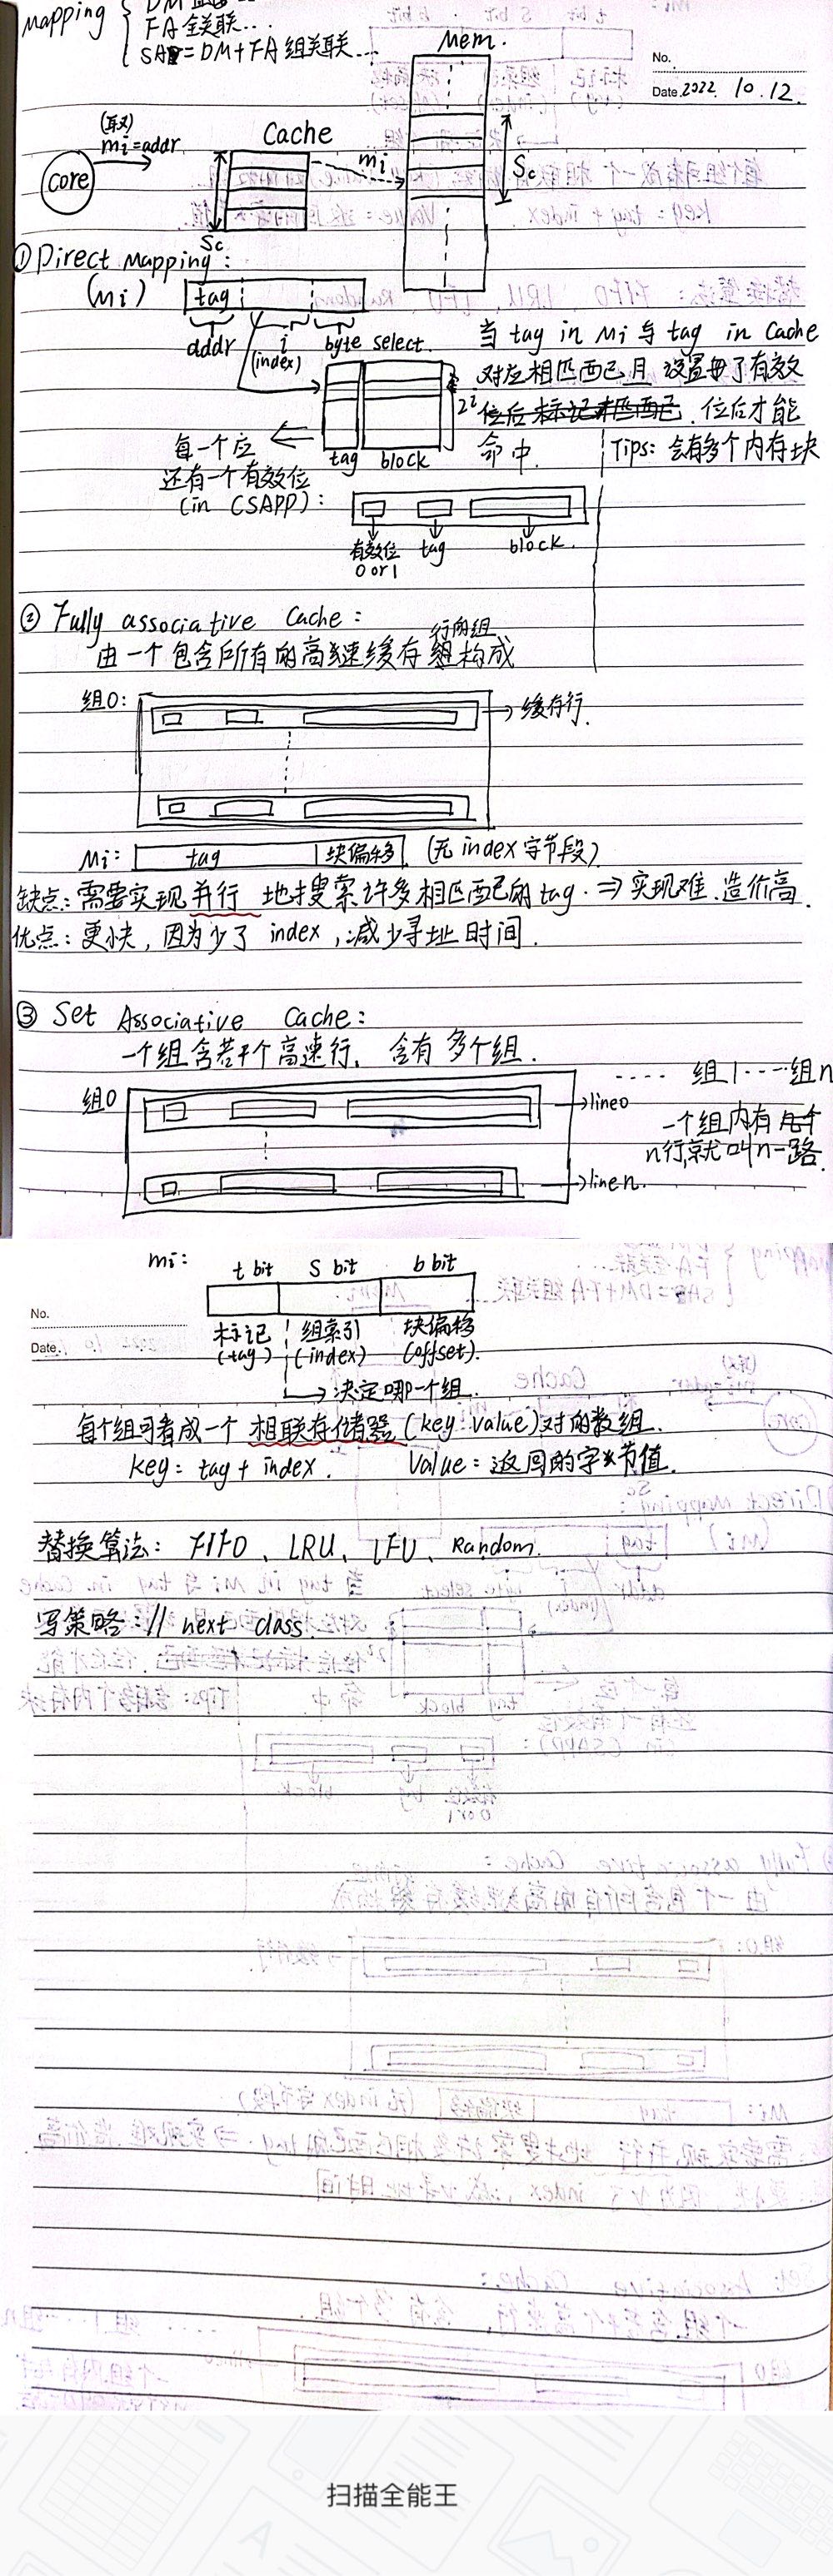 Mapping
DM
FA 全关联...
SA = DM+FA 组关联...
Mem.
No.
Date. 2022. 10.12.
(取)
mi=addr
core
Cache
mi
Sc
Sc
① Direct Mapping:
(Mi) tag
addr i byte select.
(index)
2^i
tag block
当 tag in Mi 与 tag in Cache
对应相匹配且 设置每了有效
位后 标记 匹配. 位后才能
命中.
Tips: 会有多个内存块
每一个应
还有一个有效位
(in CSAPP):
有效位 tag block.
0 or 1
② Fully associative Cache:
行的组
由一个包含所有的高速缓存 组构成
组0: 缓存行.
Mi: tag 块偏移 (无index字节段)
缺点: 需要实现并行 地搜索许多相匹配的tag. ⇒ 实现难.造价高.
优点: 更快, 因为少了 index, 减少寻址时间.
③ Set Associative Cache:
一个组含若干个高速行. 含有多个组.
.... 组1...组n
组0 line0
一个组内有
n行,就叫n一路.
line n.
mi: t bit S bit b bit
No.
Date.
标记 组索引 块偏移
(tag) (index) (offset).
决定哪一个组.
每个组可看成一个 相联存储器 (key value)对的数组.
key= tag + index. Value = 返回的字节值.
替换算法: FIFO、LRU、LFU、Random.
写策略: // next class.
扫描全能王